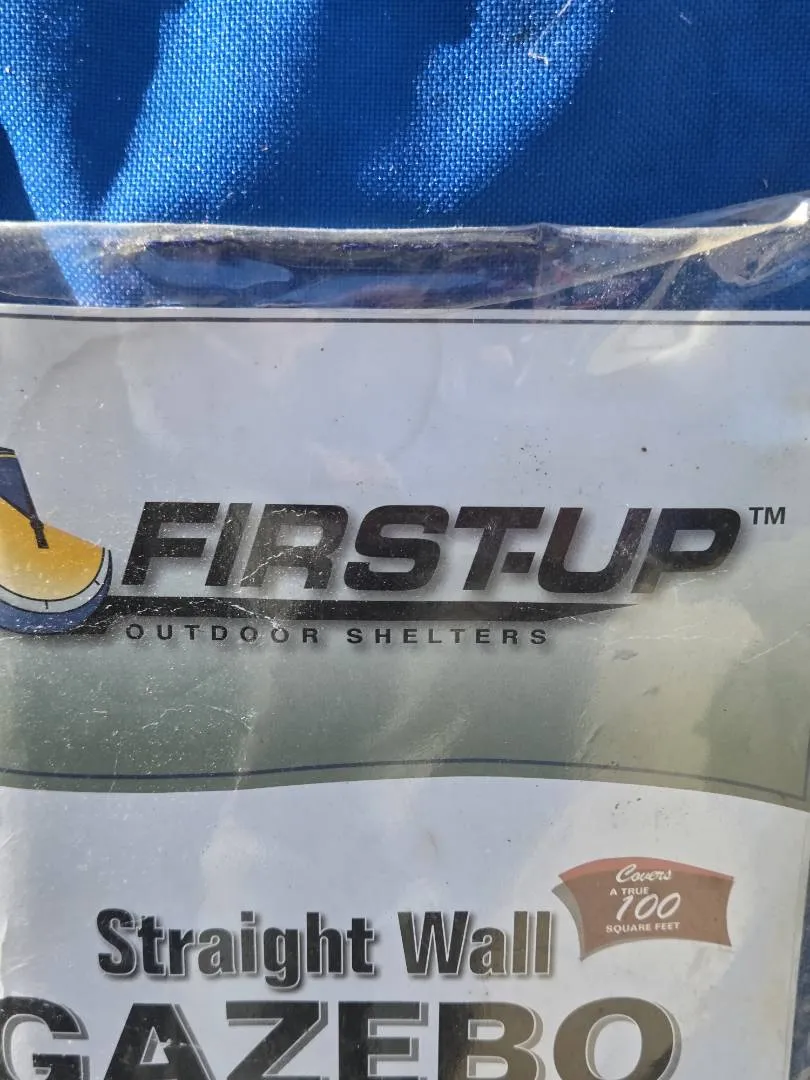 FIRST-UP™
OUTDOOR SHELTERS
Covers
A TRUE
100
SQUARE FEET
Straight Wall
GAZEBO